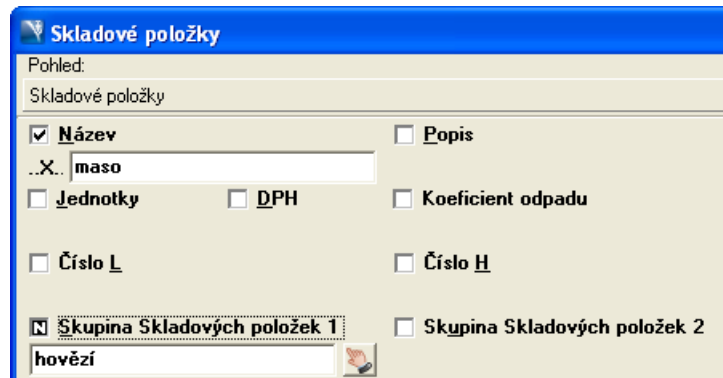 Skladové položky
Pohled:
Skladové položky
Název Popis
..X.. maso
Jednotky DPH Koeficient odpadu
Číslo L Číslo H
N Skupina Skladových položek 1 Skupina Skladových položek 2
hovězí